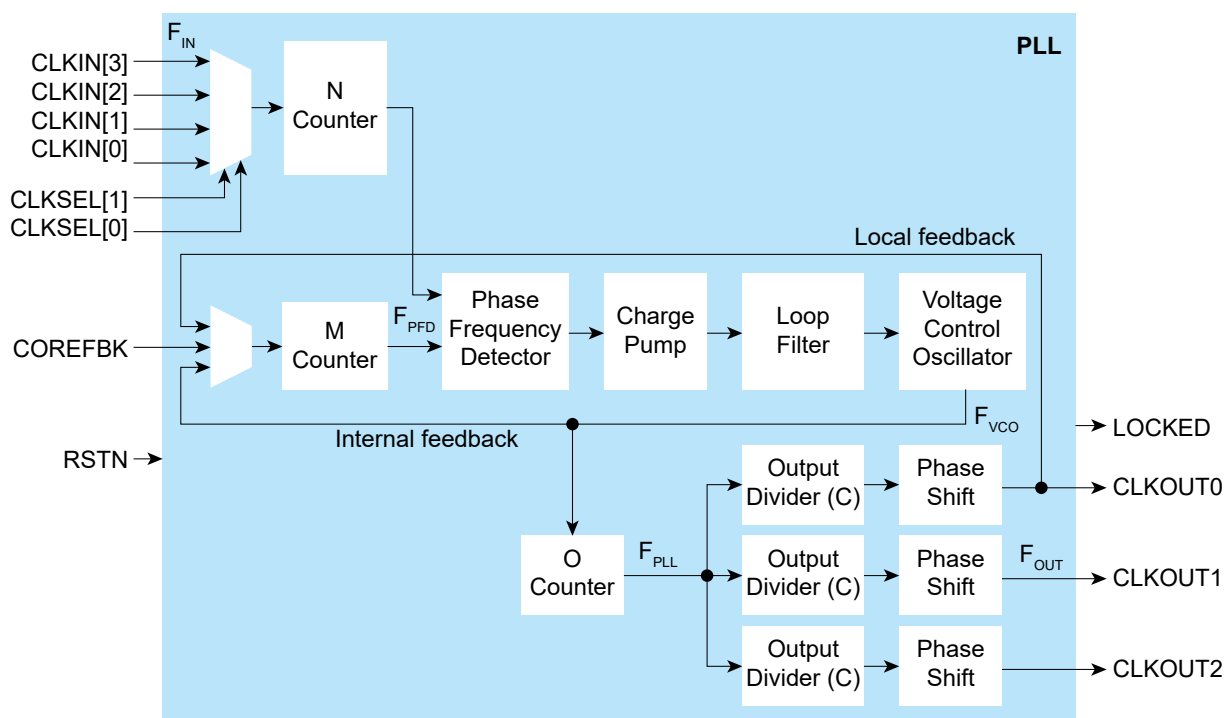 PLL
FIN
CLKIN[3]
CLKIN[2]
CLKIN[1]
CLKIN[0]
CLKSEL[1]
CLKSEL[0]
N
Counter
Local feedback
COREFBK
M
Counter
FPFD
Phase
Frequency
Detector
Charge
Pump
Loop
Filter
Voltage
Control
Oscillator
FVCO
Internal feedback
RSTN
LOCKED
Output
Divider (C)
Phase
Shift
CLKOUT0
O
Counter
FPLL
Output
Divider (C)
Phase
Shift
FOUT
CLKOUT1
Output
Divider (C)
Phase
Shift
CLKOUT2